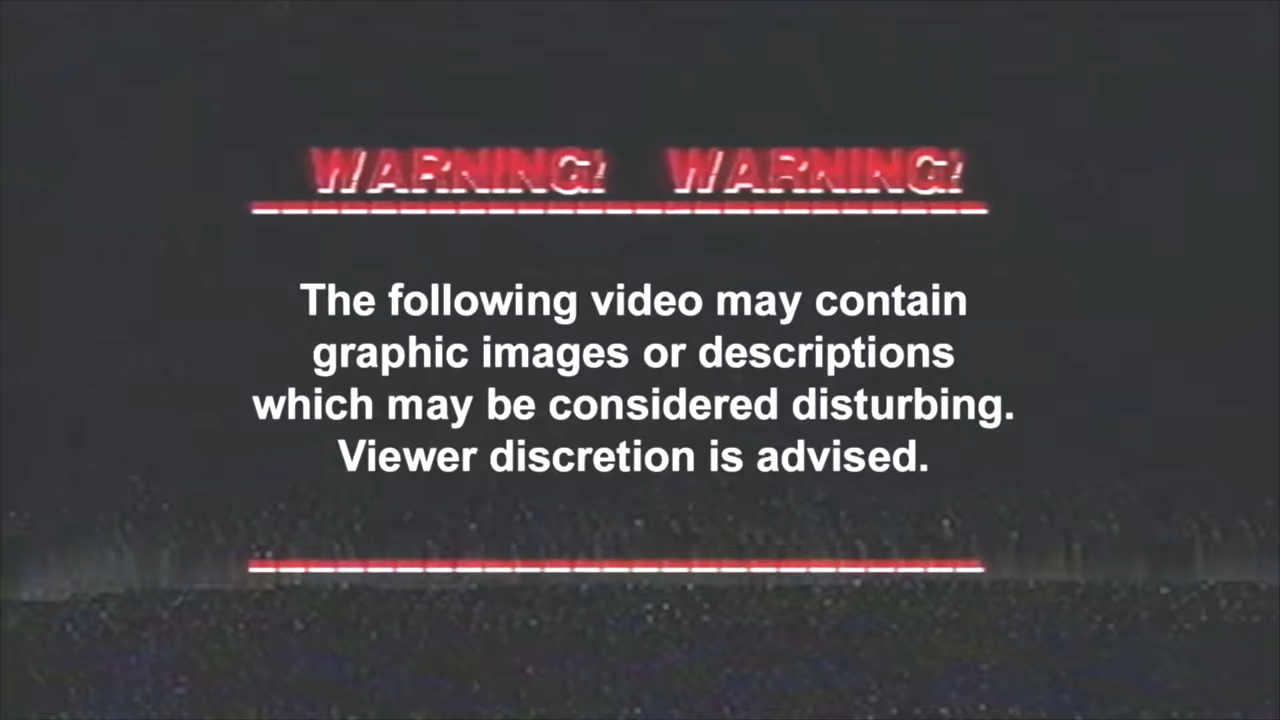 WARNING! WARNING!
The following video may contain
graphic images or descriptions
which may be considered disturbing.
Viewer discretion is advised.